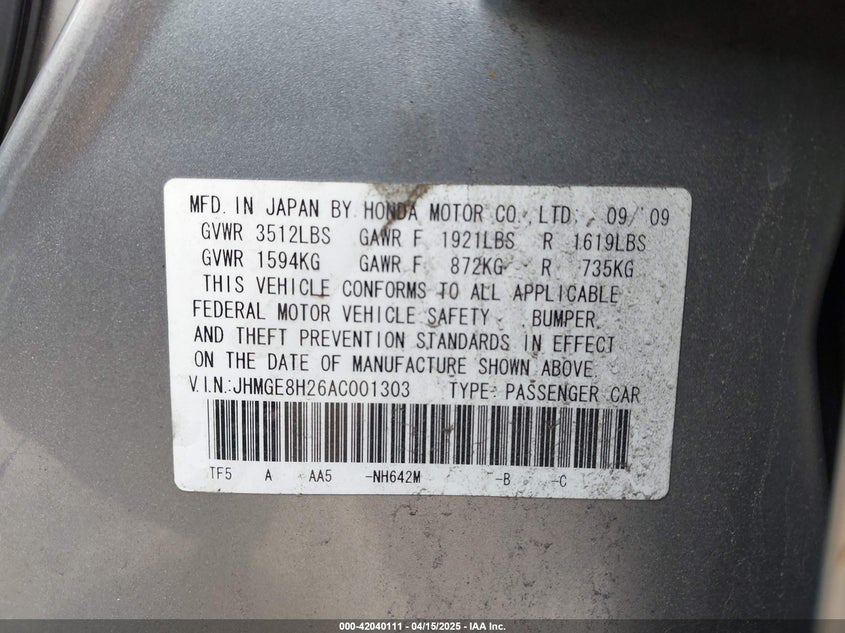 MFD. IN JAPAN BY HONDA MOTOR CO., LTD. 09/09
GVWR 3512LBS GAWR F 1921LBS R 1619LBS
GVWR 1594KG GAWR F 872KG R 735KG
THIS VEHICLE CONFORMS TO ALL APPLICABLE
FEDERAL MOTOR VEHICLE SAFETY, BUMPER,
AND THEFT PREVENTION STANDARDS IN EFFECT
ON THE DATE OF MANUFACTURE SHOWN ABOVE.
V.I.N:JHMGE8H26AC001303 TYPE: PASSENGER CAR
TF5 A AA5 -NH642M -B -C
000-42040111 - 04/15/2025 - IAA Inc.